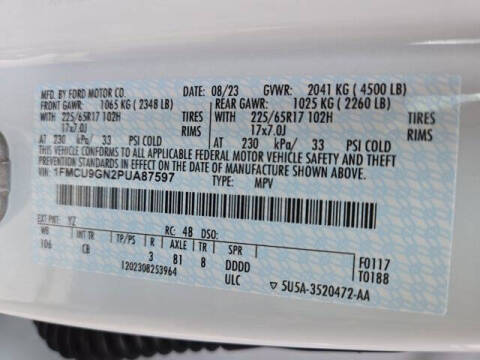 MFD. BY FORD MOTOR CO. 08/23 GVWR: 2041 KG ( 4500 LB)
FRONT GAWR: 1065 KG ( 2348 LB) REAR GAWR: 1025 KG ( 2260 LB)
WITH 225/65R17 102H TIRES WITH 225/65R17 102H TIRES
17x7.0J 17x7.0J
AT 230 kPa/ 33 PSI COLD AT 230 kPa/ 33 PSI COLD
THIS VEHICLE CONFORMS TO ALL APPLICABLE FEDERAL MOTOR VEHICLE SAFETY AND THEFT
PREVENTION STANDARDS IN EFFECT ON THE DATE OF MANUFACTURE SHOWN ABOVE.
VIN: 1FMCU9GN2PUA87597 TYPE: MPV
EXT PNT: YZ RC: 48 DSO:
WB INT TR TP/PS R AXLE TR SPR
106 CB 3 81 8 DDDD F0117
1202308253964 ULC T0188
▽ 5U5A-3520472-AA